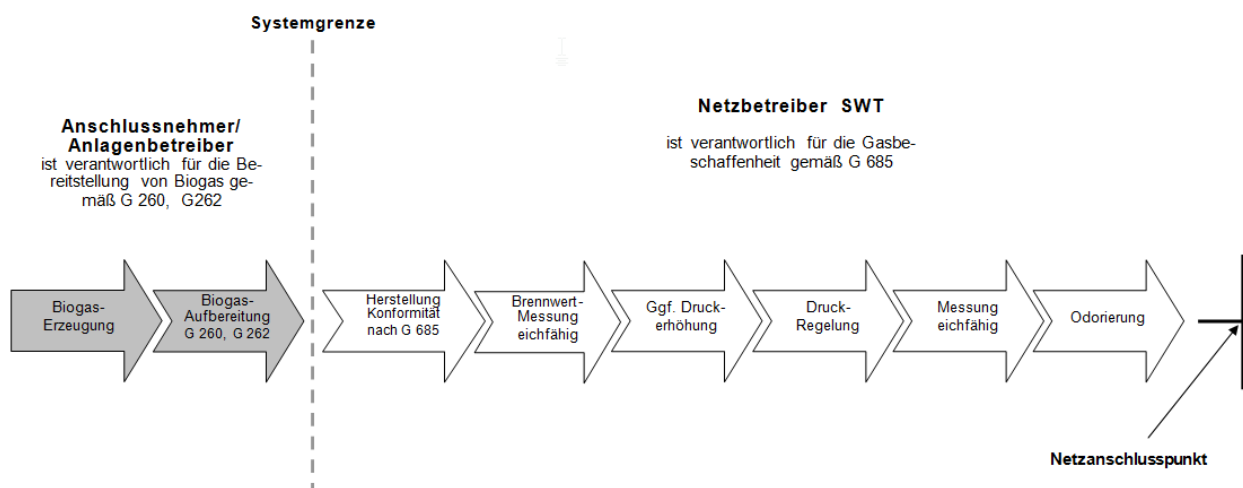 Systemgrenze
Anschlussnehmer/
Anlagenbetreiber
ist verantwortlich für die Be-
reitstellung von Biogas ge-
mäß G 260, G262
Netzbetreiber SWT
ist verantwortlich für die Gasbe-
schaffenheit gemäß G 685
Biogas-
Erzeugung
Biogas-
Aufbereitung
G 260, G 262
Herstellung
Konformität
nach G 685
Brennwert-
Messung
eichfähig
Ggf. Druck-
erhöhung
Druck-
Regelung
Messung
eichfähig
Odorierung
Netzanschlusspunkt